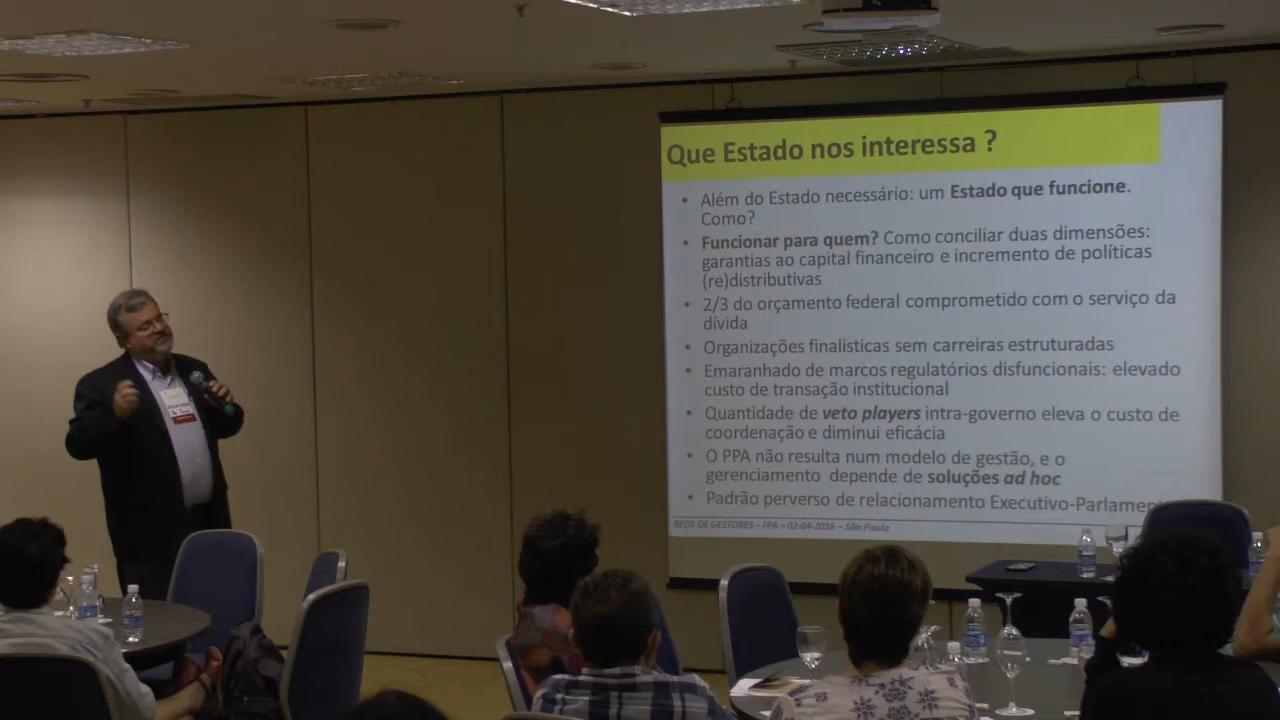 Que Estado nos interessa ?
• Além do Estado necessário: um Estado que funcione.
Como?
• Funcionar para quem? Como conciliar duas dimensões:
garantias ao capital financeiro e incremento de políticas
(re)distributivas
• 2/3 do orçamento federal comprometido com o serviço da
dívida
• Organizações finalisticas sem carreiras estruturadas
• Emaranhado de marcos regulatórios disfuncionais: elevado
custo de transação institucional
• Quantidade de veto players intra-governo eleva o custo de
coordenação e diminui eficácia
• O PPA não resulta num modelo de gestão, e o
gerenciamento depende de soluções ad hoc
• Padrão perverso de relacionamento Executivo-Parlament
REDE DE GESTORES – FPA – 02-04-2016 – São Paulo